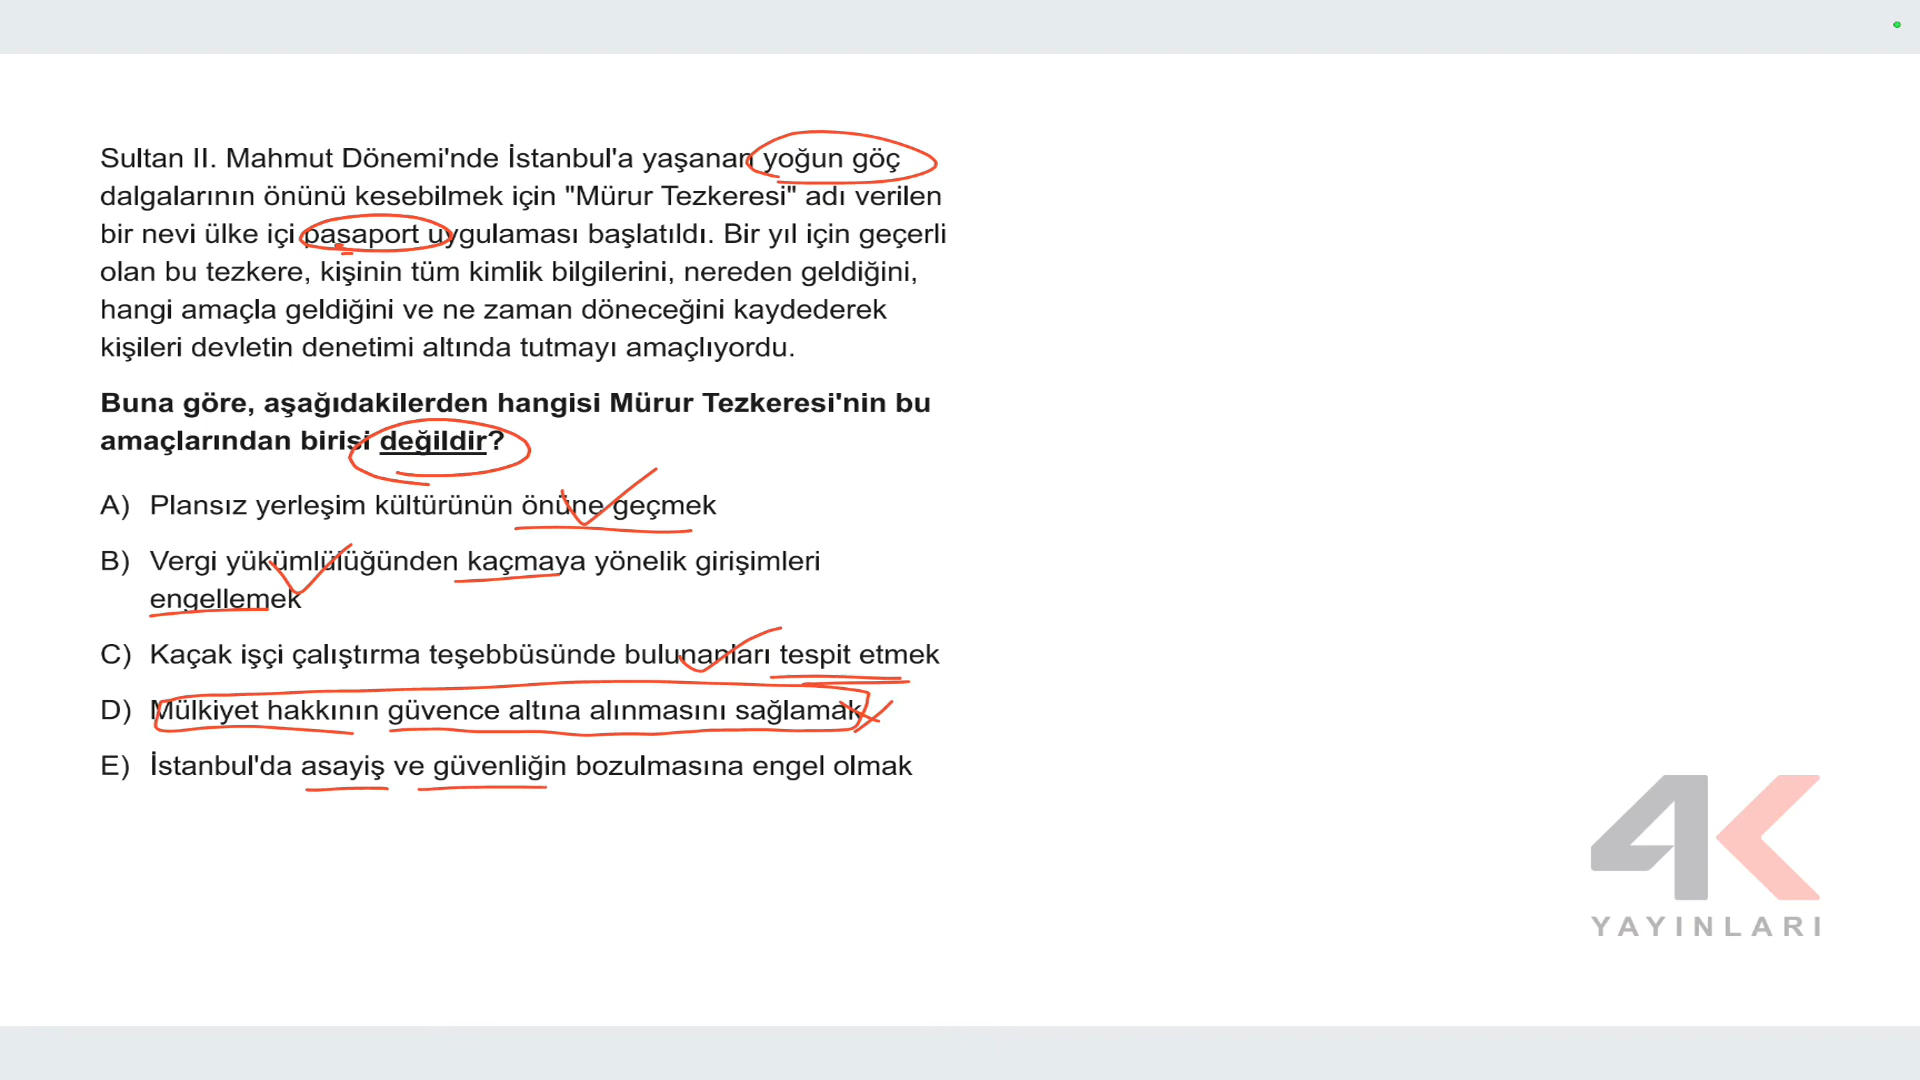 Sultan II. Mahmut Dönemi'nde İstanbul'a yaşanan yoğun göç
dalgalarının önünü kesebilmek için "Mürur Tezkeresi" adı verilen
bir nevi ülke içi pasaport uygulaması başlatıldı. Bir yıl için geçerli
olan bu tezkere, kişinin tüm kimlik bilgilerini, nereden geldiğini,
hangi amaçla geldiğini ve ne zaman döneceğini kaydederek
kişileri devletin denetimi altında tutmayı amaçlıyordu.
Buna göre, aşağıdakilerden hangisi Mürur Tezkeresi'nin bu
amaçlarından birisi değildir?
A) Plansız yerleşim kültürünün önüne geçmek
B) Vergi yükümlülüğünden kaçmaya yönelik girişimleri
engellemek
C) Kaçak işçi çalıştırma teşebbüsünde bulunanları tespit etmek
D) Mülkiyet hakkının güvence altına alınmasını sağlamak
E) İstanbul'da asayiş ve güvenliğin bozulmasına engel olmak
4K
YAYINLARI